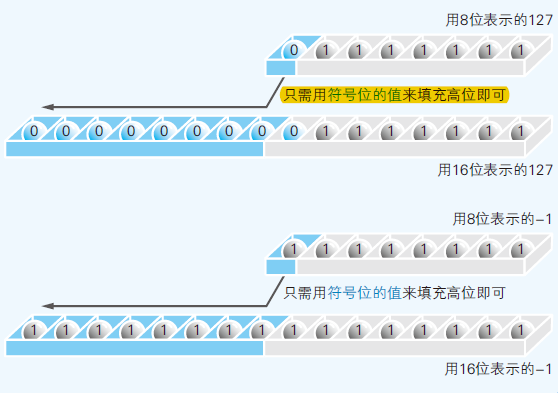 用8位表示的127
0 1 1 1 1 1 1 1
只需用符号位的值来填充高位即可
0 0 0 0 0 0 0 0 0 1 1 1 1 1 1 1
用16位表示的127
用8位表示的-1
1 1 1 1 1 1 1 1
只需用符号位的值来填充高位即可
1 1 1 1 1 1 1 1 1 1 1 1 1 1 1 1
用16位表示的-1